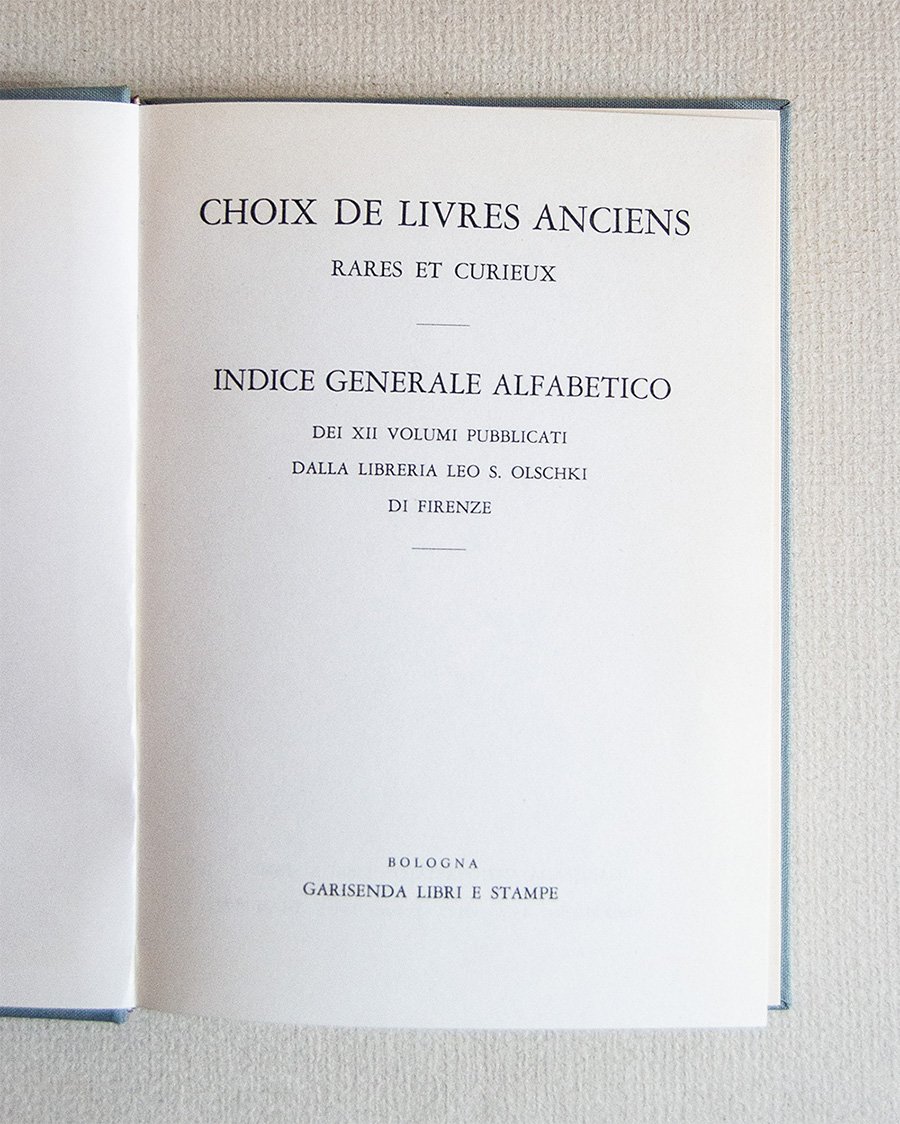 CHOIX DE LIVRES ANCIENS
RARES ET CURIEUX
INDICE GENERALE ALFABETICO
DEI XII VOLUMI PUBBLICATI
DALLA LIBRERIA LEO S. OLSCHKI
DI FIRENZE
BOLOGNA
GARISENDA LIBRI E STAMPE